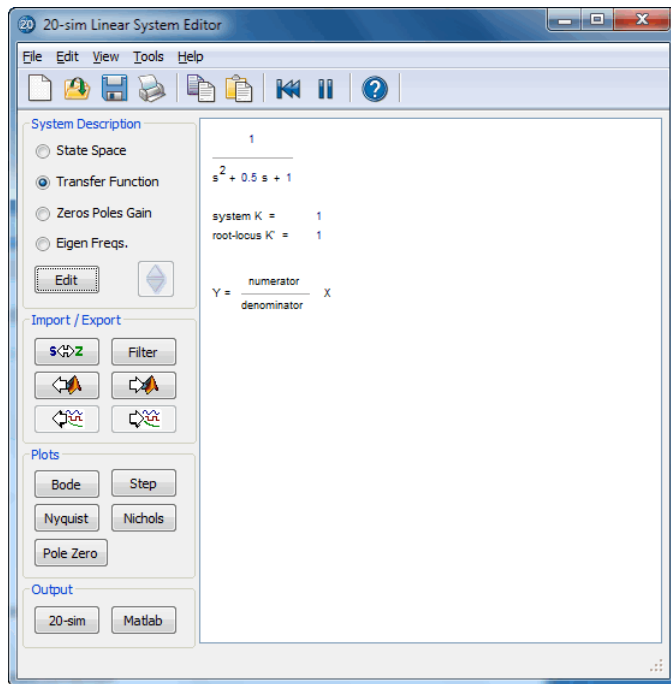 20-sim Linear System Editor
File Edit View Tools Help
System Description
State Space
Transfer Function
Zeros Poles Gain
Eigen Freqs.
Edit
Import / Export
S Z Filter
Plots
Bode Step
Nyquist Nichols
Pole Zero
Output
20-sim Matlab
1
s² + 0.5 s + 1
system K = 1
root-locus K' = 1
numerator
Y = X
denominator